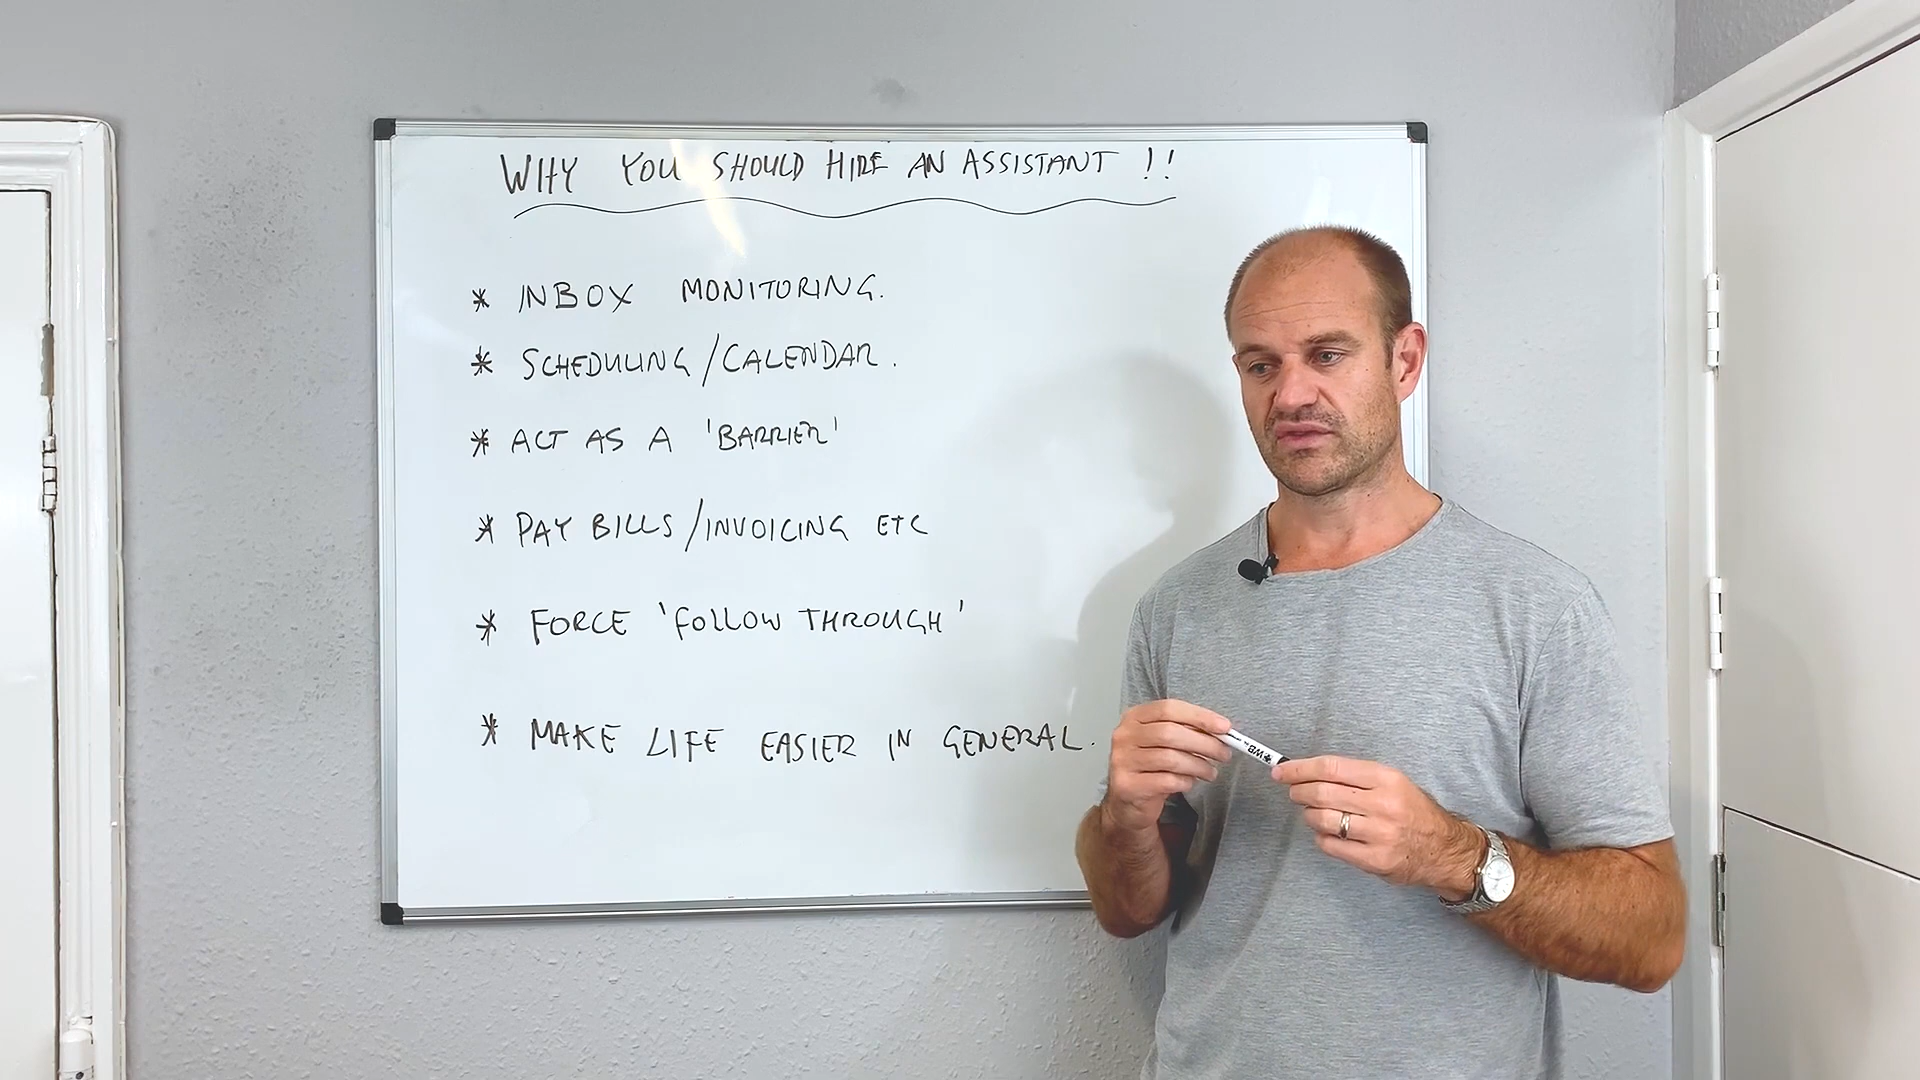 WHY YOU SHOULD HIRE AN ASSISTANT !!
* INBOX MONITORING.
* SCHEDULING/CALENDAR.
* ACT AS A 'BARRIER'
* PAY BILLS/INVOICING ETC
* FORCE 'FOLLOW THROUGH'
* MAKE LIFE EASIER IN GENERAL.
WB